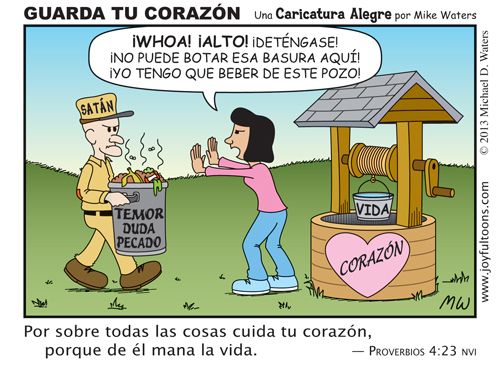 GUARDA TU CORAZÓN Una Caricatura Alegre por Mike Waters
¡WHOA! ¡ALTO! ¡DETÉNGASE!
¡NO PUEDE BOTAR ESA BASURA AQUÍ!
¡YO TENGO QUE BEBER DE ESTE POZO!
SATÁN
TEMOR
DUDA
PECADO
VIDA
CORAZÓN
MW
© 2013 Michael D. Waters
www.joyfultoons.com
Por sobre todas las cosas cuida tu corazón,
porque de él mana la vida.
— PROVERBIOS 4:23 NVI